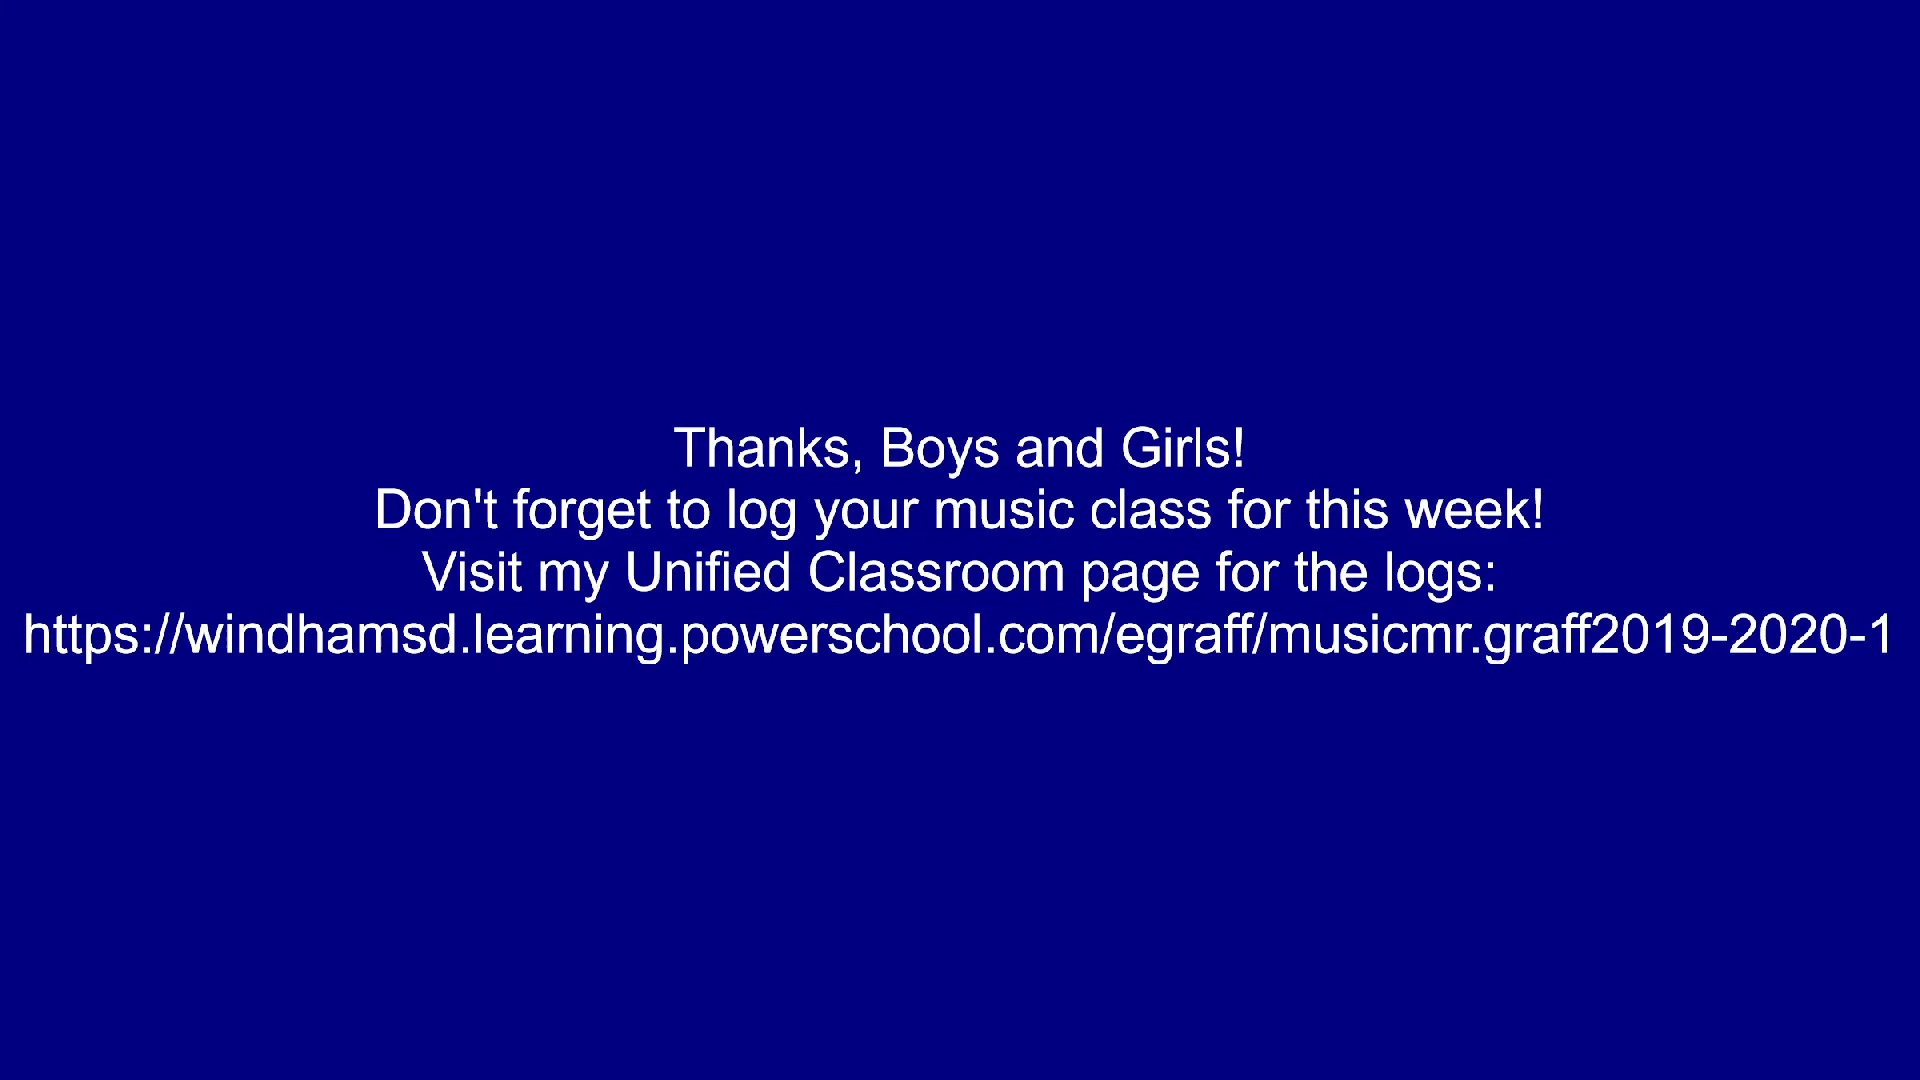 Thanks, Boys and Girls!
Don't forget to log your music class for this week!
Visit my Unified Classroom page for the logs:
https://windhamsd.learning.powerschool.com/egraff/musicmr.graff2019-2020-1